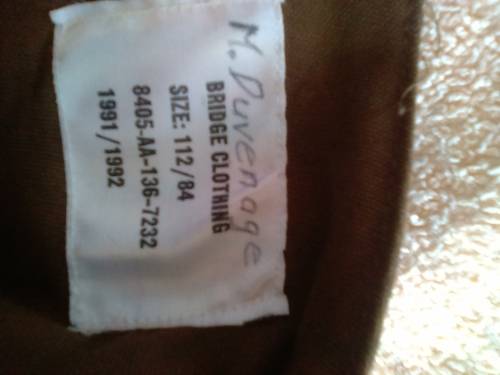 M. Duvenage
BRIDGE CLOTHING
SIZE: 112/84
8405-AA-136-7232
1991/1992